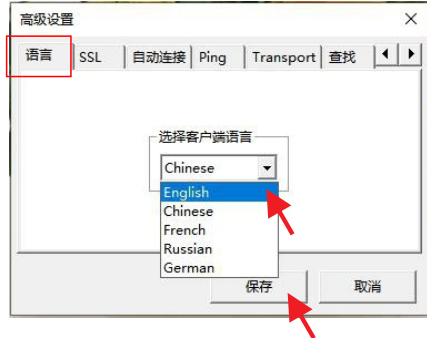 高级设置
语言 SSL 自动连接 Ping Transport 查找
选择客户端语言
Chinese
English
Chinese
French
Russian
German
保存 取消